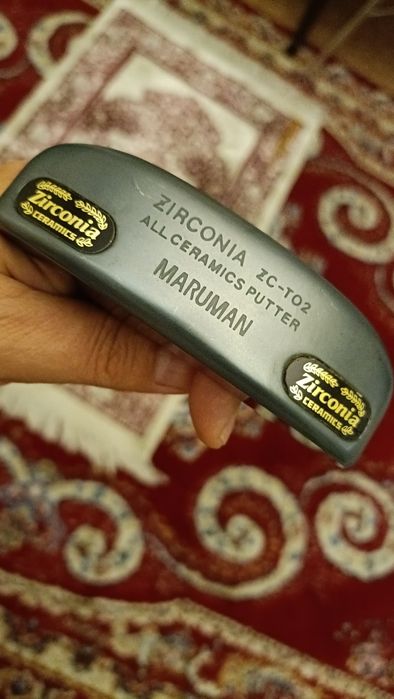 Zirconia
CERAMICS
ZIRCONIA ZC-T02
ALL CERAMICS PUTTER
MARUMAN
Zirconia
CERAMICS